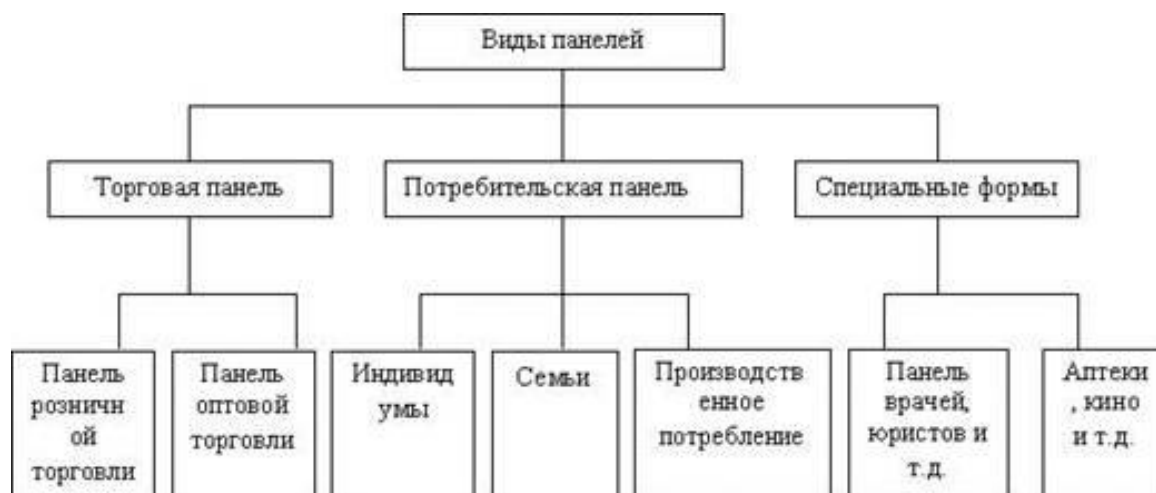 Виды панелей
Торговая панель
Потребительская панель
Специальные формы
Панель
розничн
ой
торговли
Панель
оптовой
торговли
Индивид
умы
Семьи
Производств
енное
потребление
Панель
врачей,
юристов и
т.д.
Аптеки
, кино
и т.д.